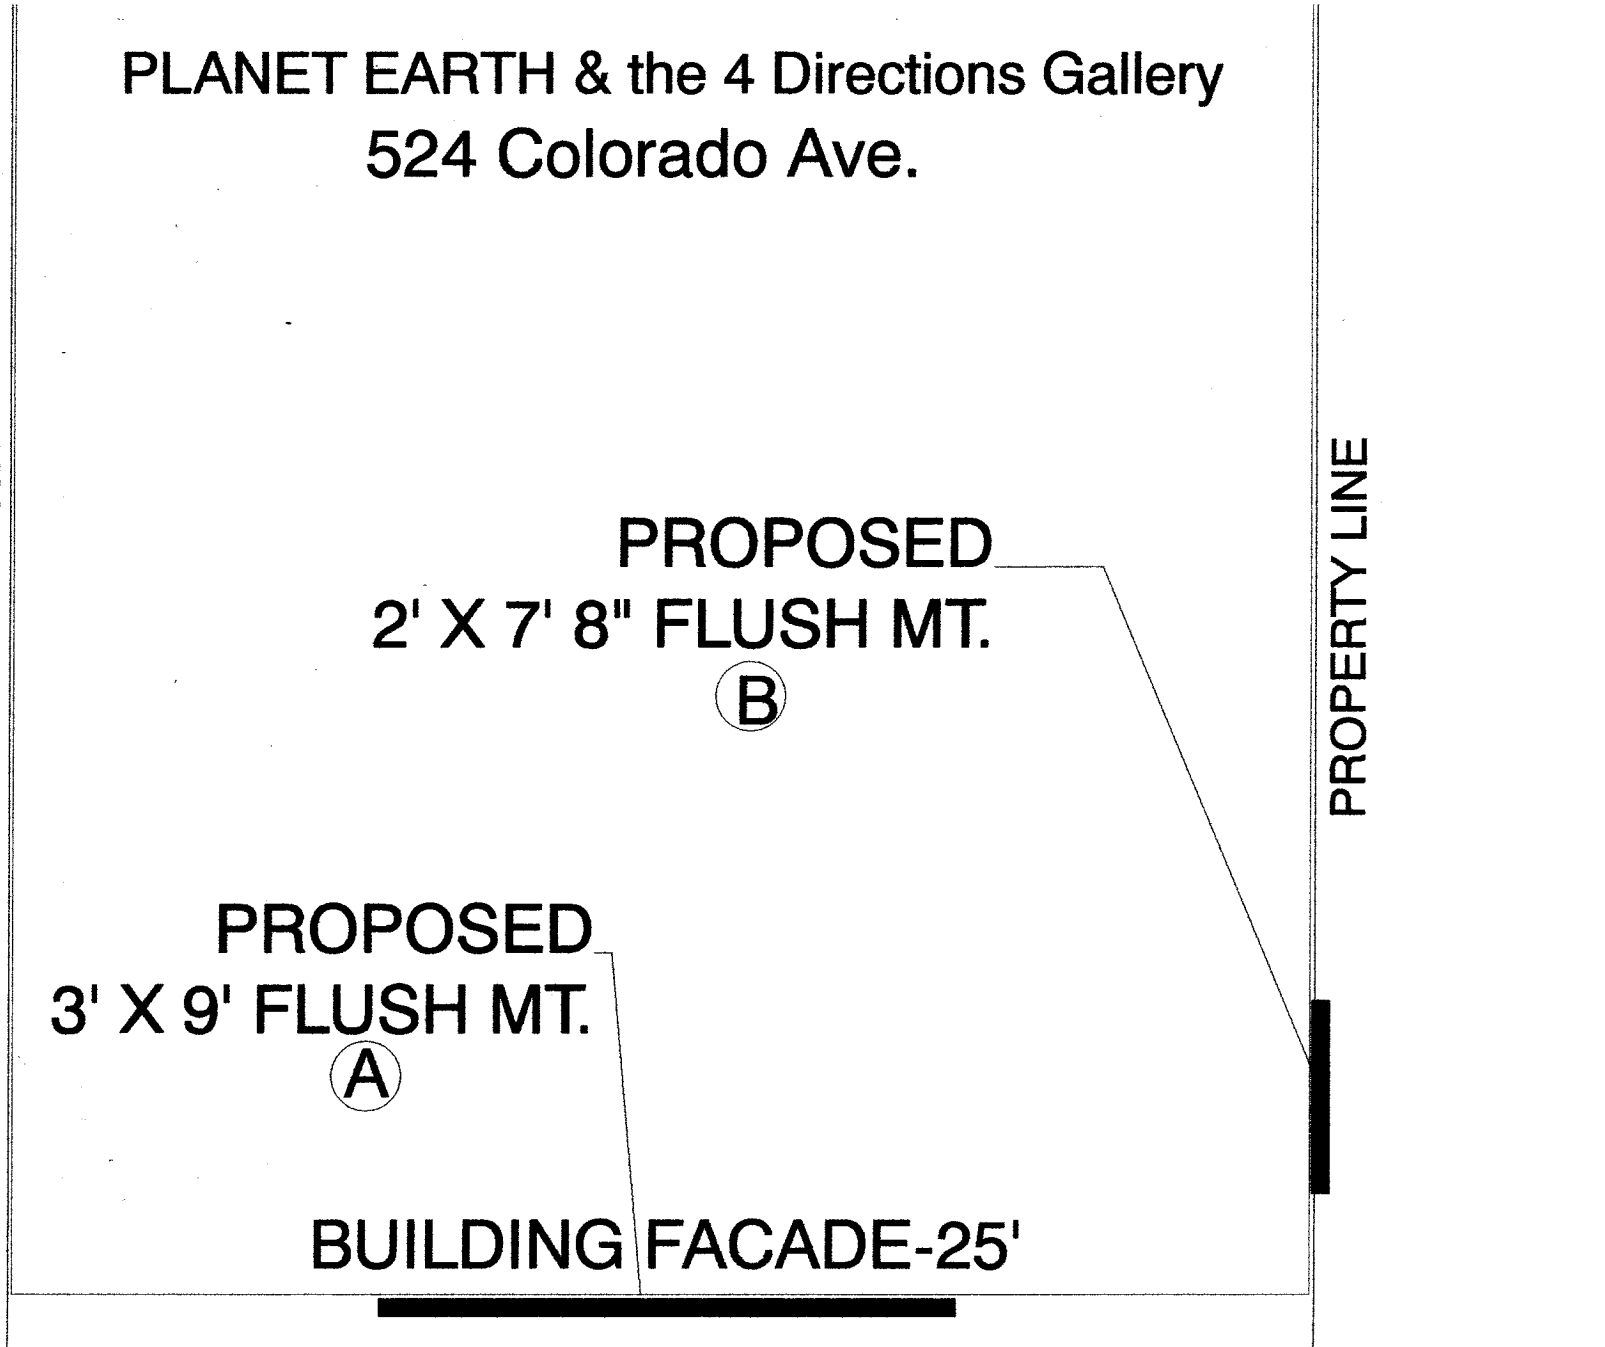 PLANET EARTH & the 4 Directions Gallery
524 Colorado Ave.
PROPOSED
2' X 7' 8" FLUSH MT.
B
PROPERTY LINE
PROPOSED
3' X 9' FLUSH MT.
A
BUILDING FACADE-25'